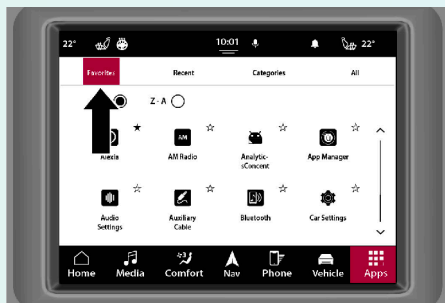 22° 10:01 22°
Favorites Recent Categories All
Z - A
Alexa AM AM Radio Analytic-
sConcent App Manager
Audio
Settings Auxiliary
Cable Bluetooth Car Settings
Home Media Comfort Nav Phone Vehicle Apps